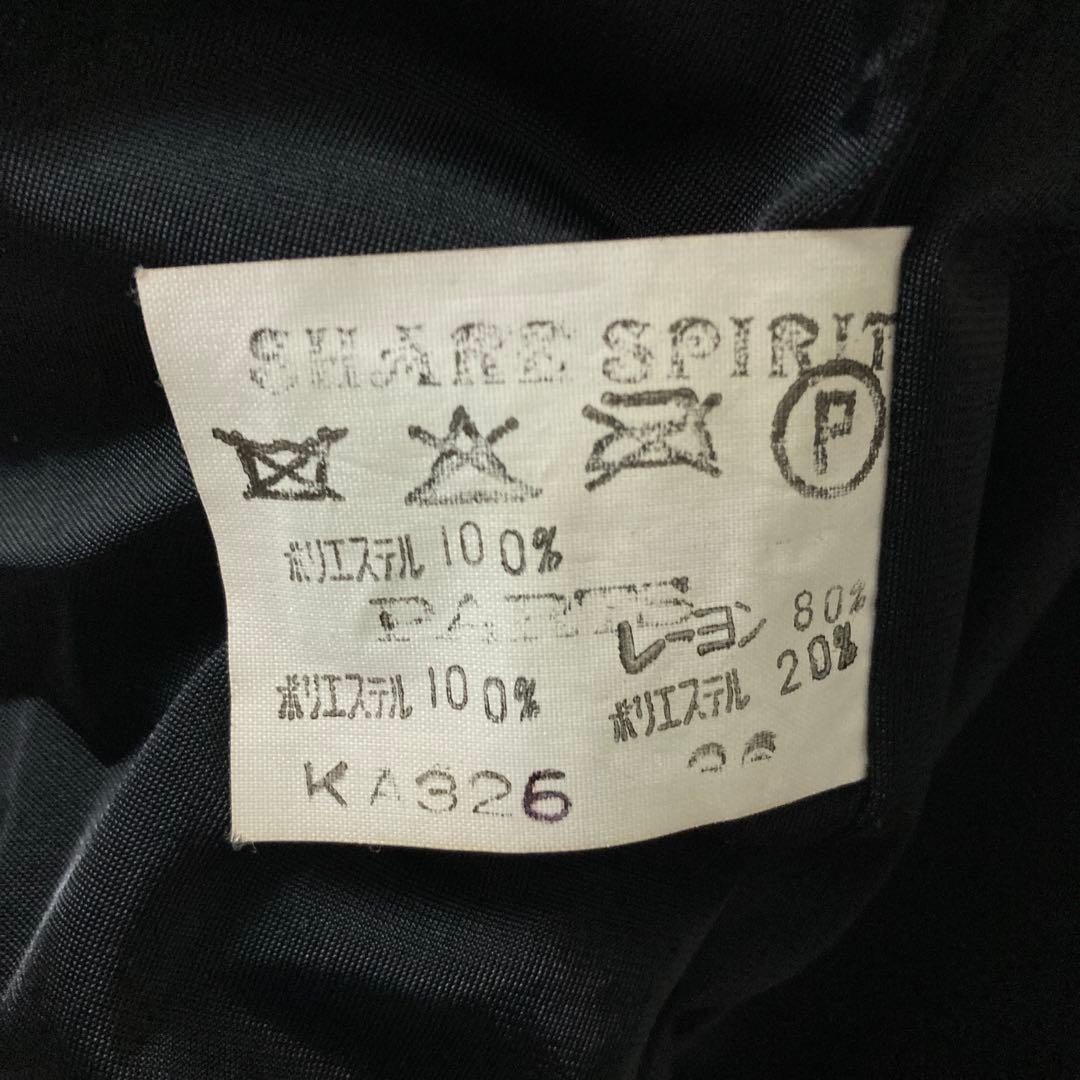 SHARE SPIRIT
P
ポリエステル 100%
PARTS
レーヨン 80%
ポリエステル 100%
ポリエステル 20%
KA326